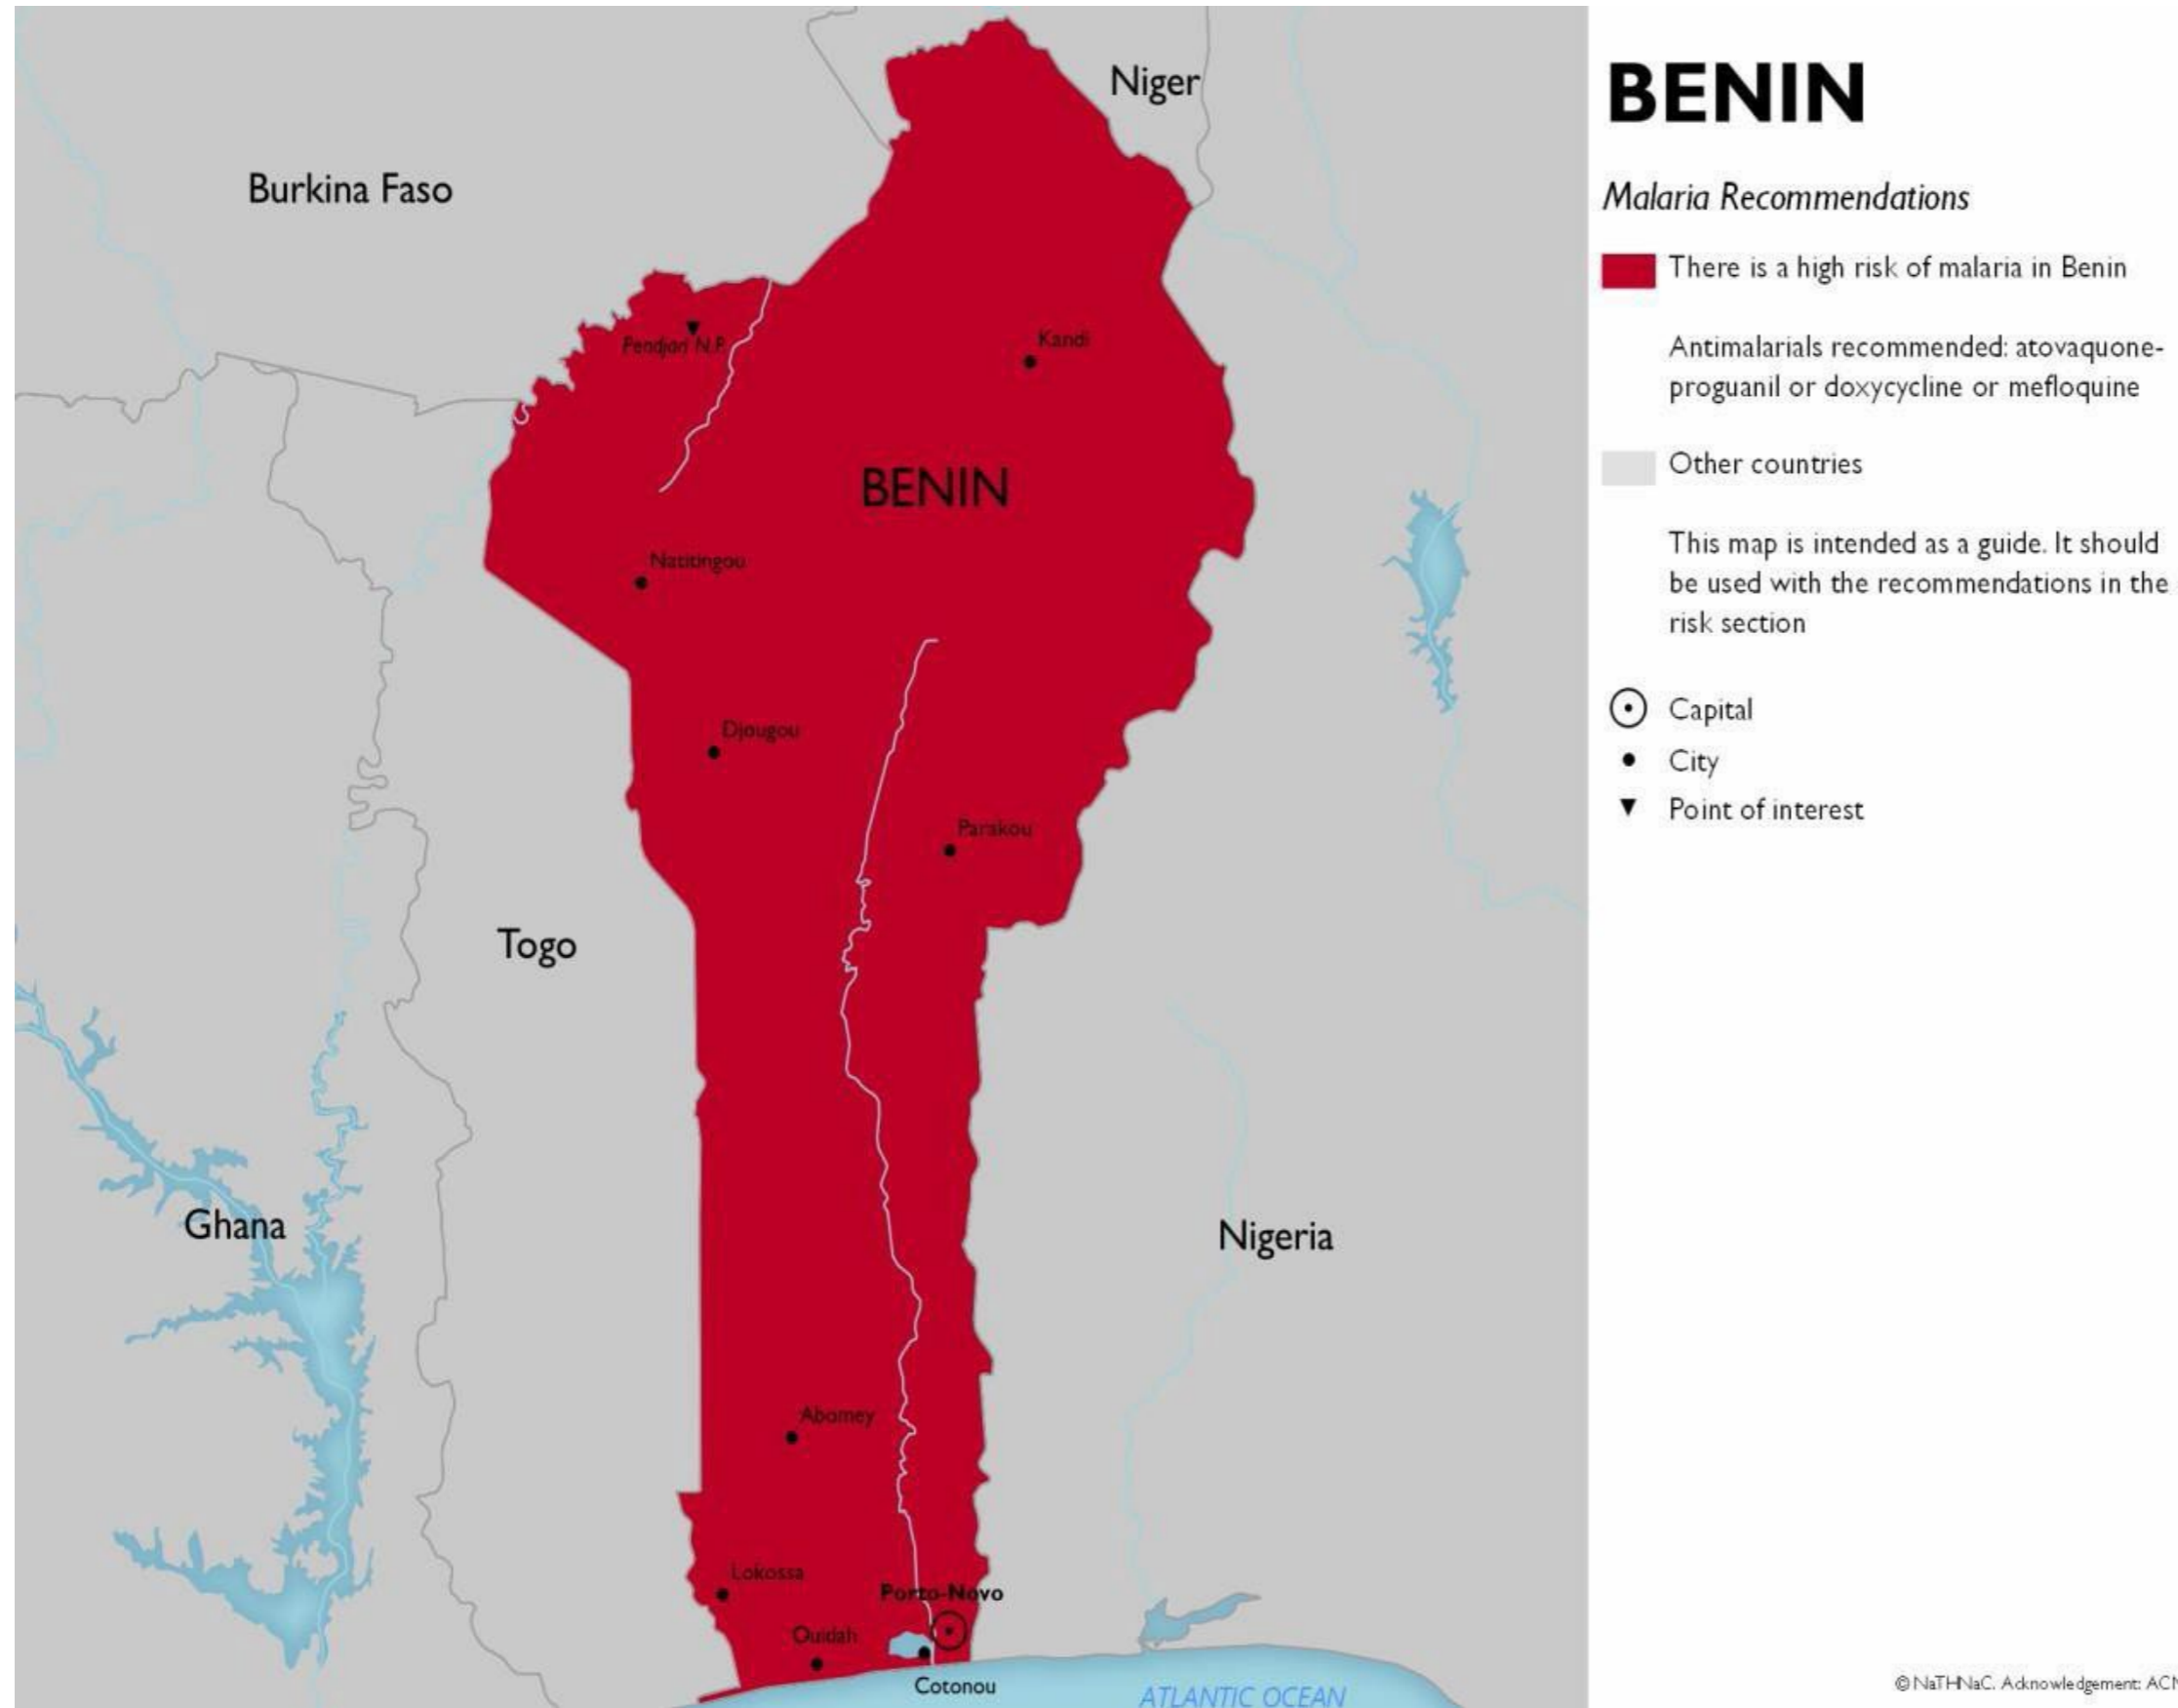 Niger
Burkina Faso
Pendjari N.P.
Kandi
BENIN
Natitingou
Djougou
Parakou
Togo
Ghana
Nigeria
Abomey
Lokossa
Porto-Novo
Ouidah
Cotonou
ATLANTIC OCEAN
BENIN
Malaria Recommendations
There is a high risk of malaria in Benin
Antimalarials recommended: atovaquone-
proguanil or doxycycline or mefloquine
Other countries
This map is intended as a guide. It should
be used with the recommendations in the
risk section
Capital
City
Point of interest
© NaTHNaC. Acknowledgement: